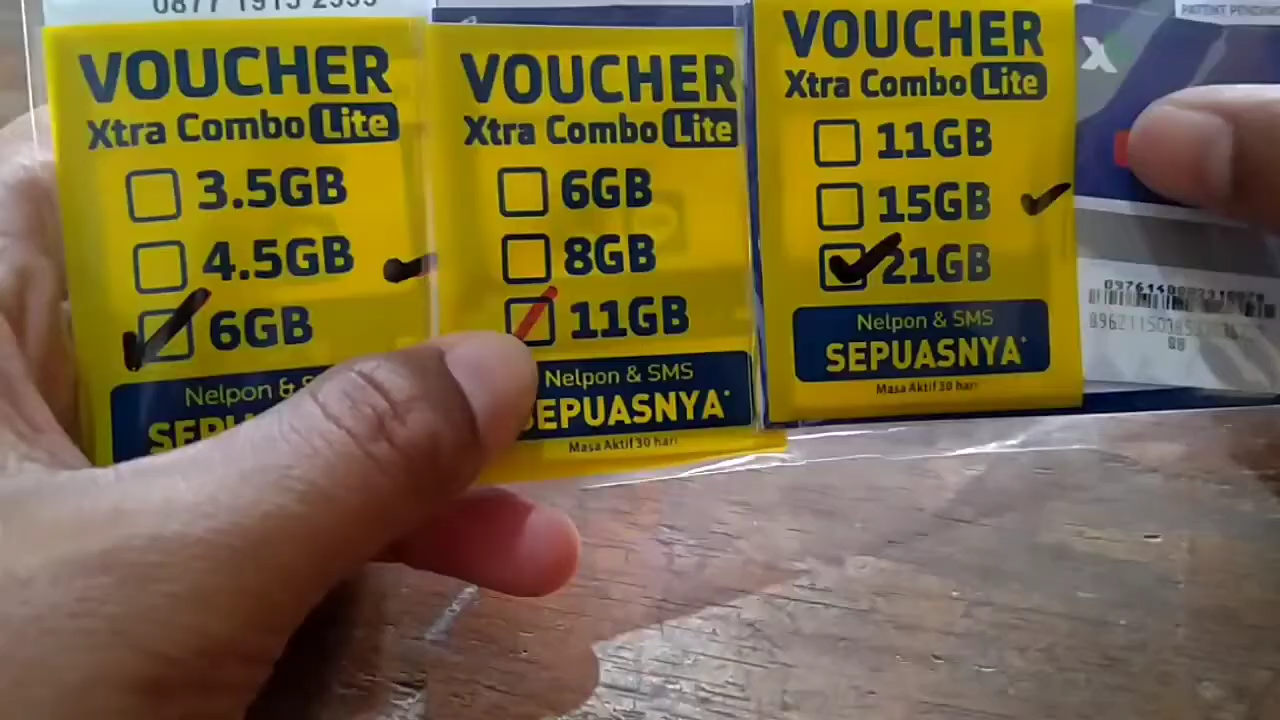 VOUCHER
Xtra Combo Lite
3.5GB
4.5GB
6GB
Nelpon &
VOUCHER
Xtra Combo Lite
6GB
8GB
11GB
Nelpon & SMS
SEPUASNYA*
Masa Aktif 30 hari
VOUCHER
Xtra Combo Lite
11GB
15GB
21GB
Nelpon & SMS
SEPUASNYA*
Masa Aktif 30 hari
PATENT PENDING